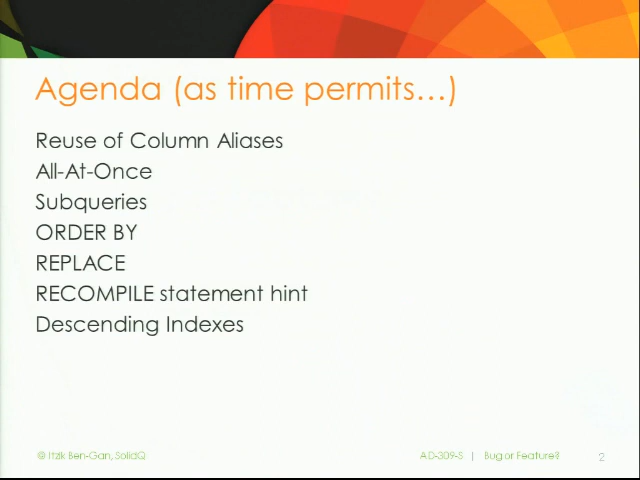 Agenda (as time permits...)
Reuse of Column Aliases
All-At-Once
Subqueries
ORDER BY
REPLACE
RECOMPILE statement hint
Descending Indexes
© Itzik Ben-Gan, SolidQ
AD-309-S | Bug or Feature?
2